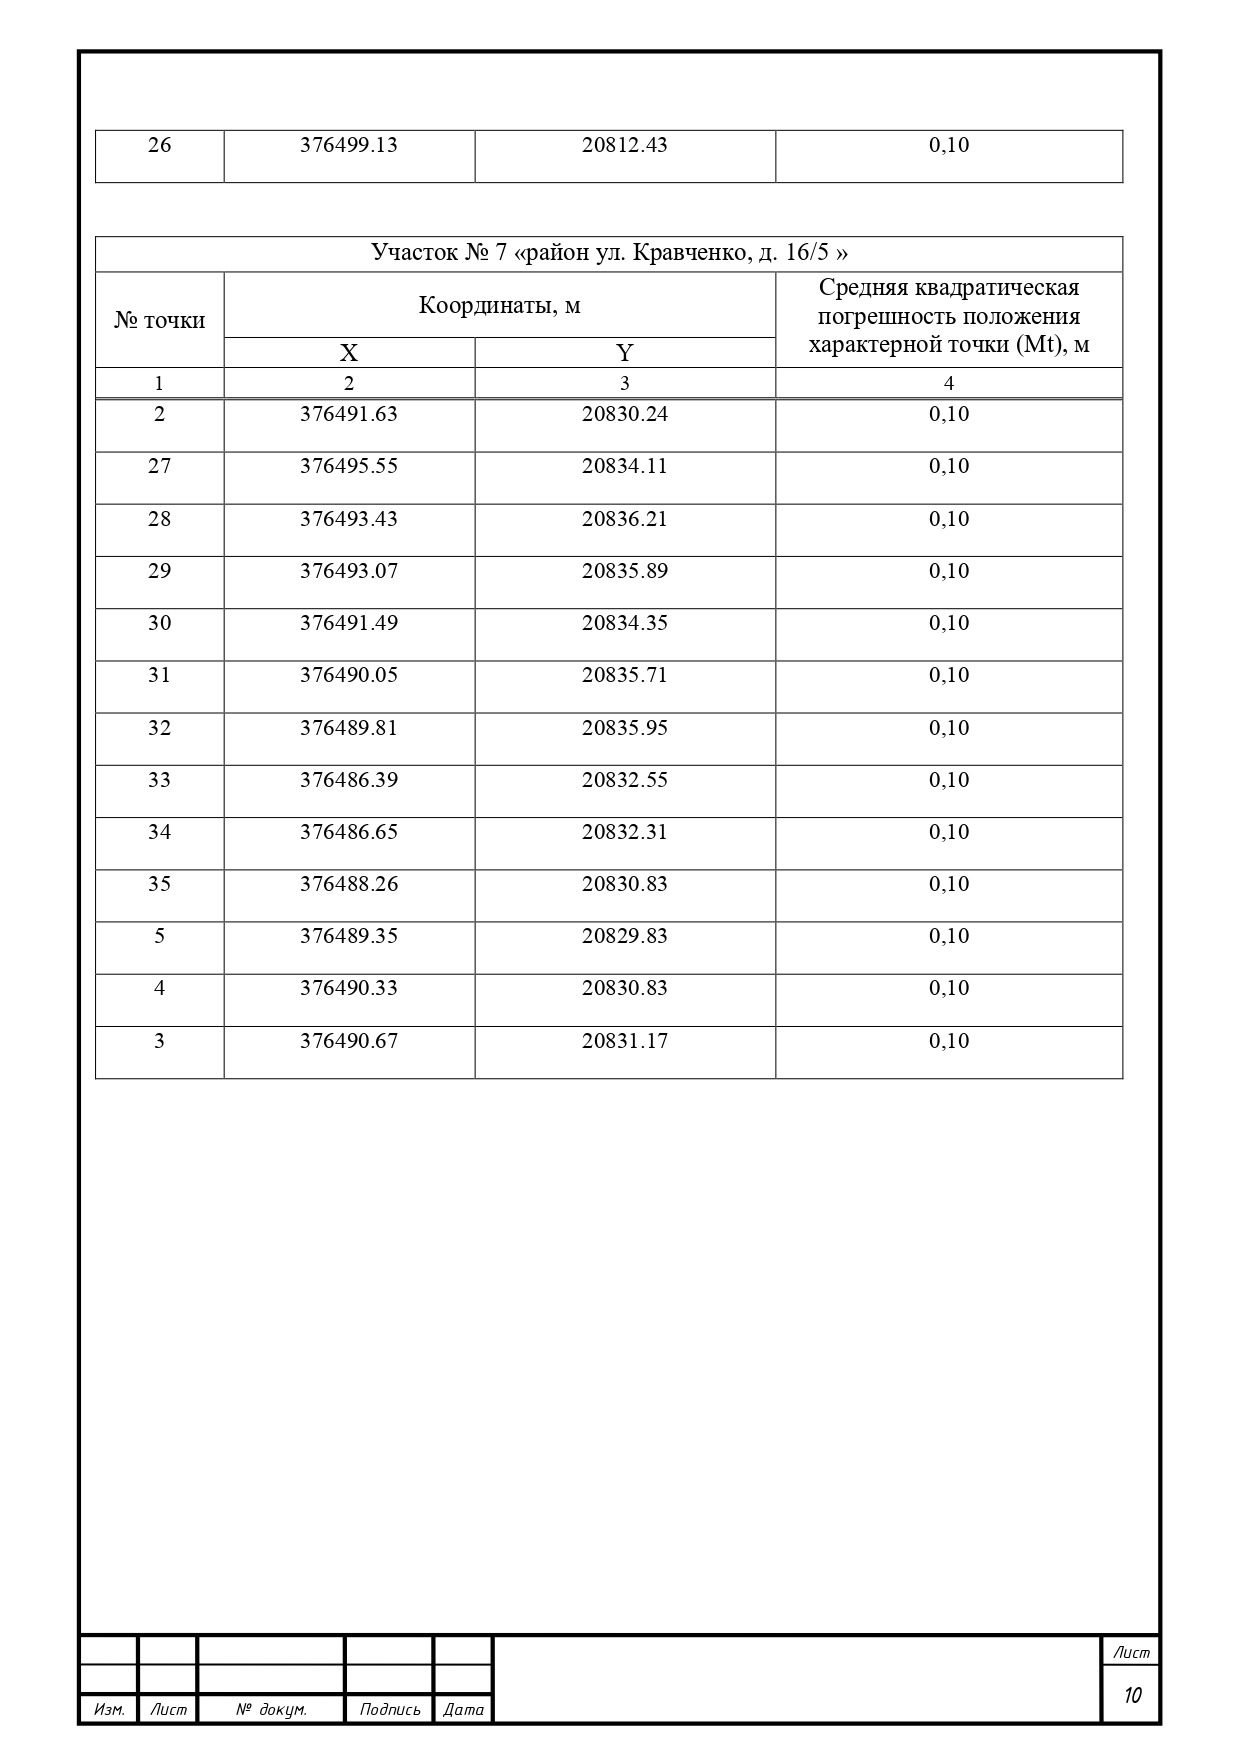 26 376499.13 20812.43 0,10
Участок № 7 «район ул. Кравченко, д. 16/5 »
№ точки
Координаты, м
Средняя квадратическая
погрешность положения
характерной точки (Mt), м
X Y
1 2 3 4
2 376491.63 20830.24 0,10
27 376495.55 20834.11 0,10
28 376493.43 20836.21 0,10
29 376493.07 20835.89 0,10
30 376491.49 20834.35 0,10
31 376490.05 20835.71 0,10
32 376489.81 20835.95 0,10
33 376486.39 20832.55 0,10
34 376486.65 20832.31 0,10
35 376488.26 20830.83 0,10
5 376489.35 20829.83 0,10
4 376490.33 20830.83 0,10
3 376490.67 20831.17 0,10
Лист
10
Изм. Лист № докум. Подпись Дата